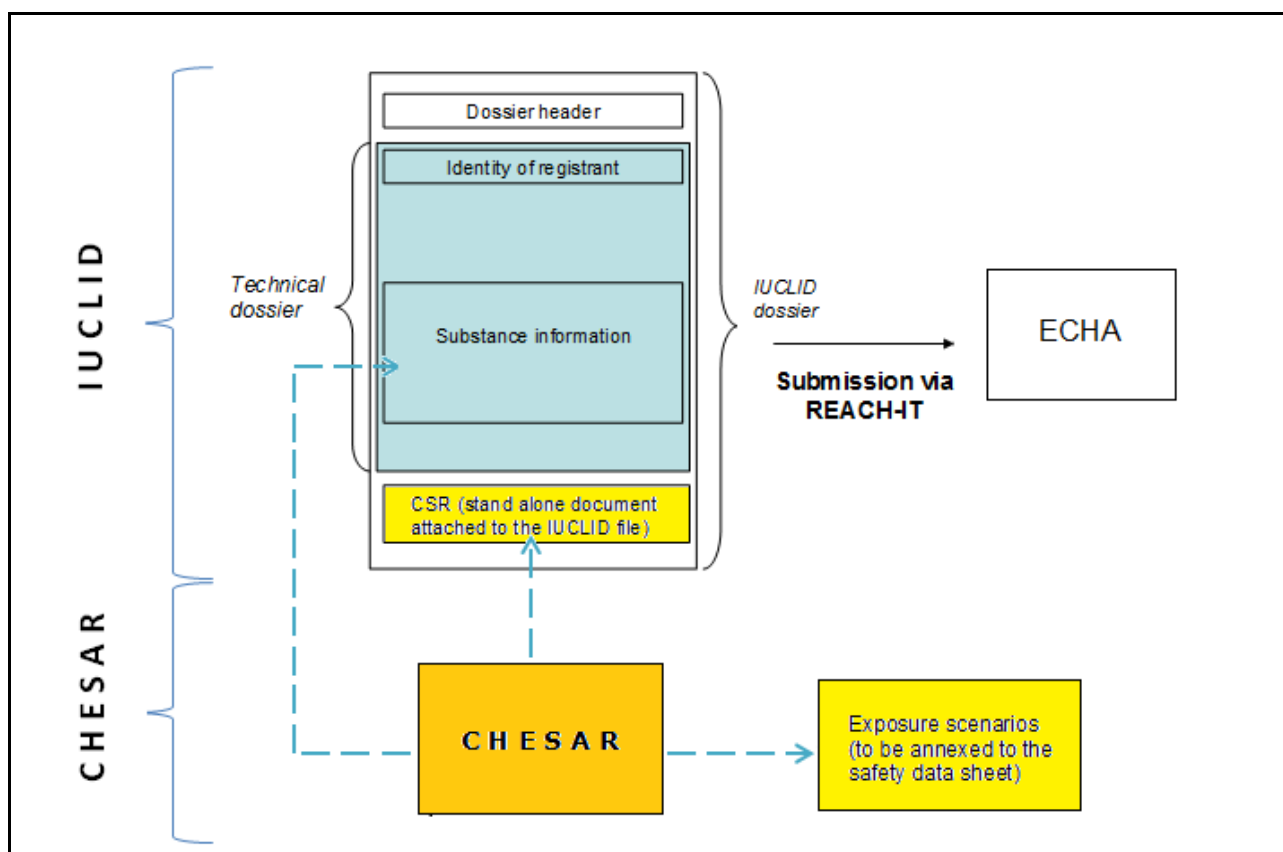 IUCLID
Dossier header
Identity of registrant
Technical
dossier
Substance information
IUCLID
dossier
CSR (stand alone document
attached to the IUCLID file)
Submission via
REACH-IT
ECHA
CHESAR
CHESAR
Exposure scenarios
(to be annexed to the
safety data sheet)